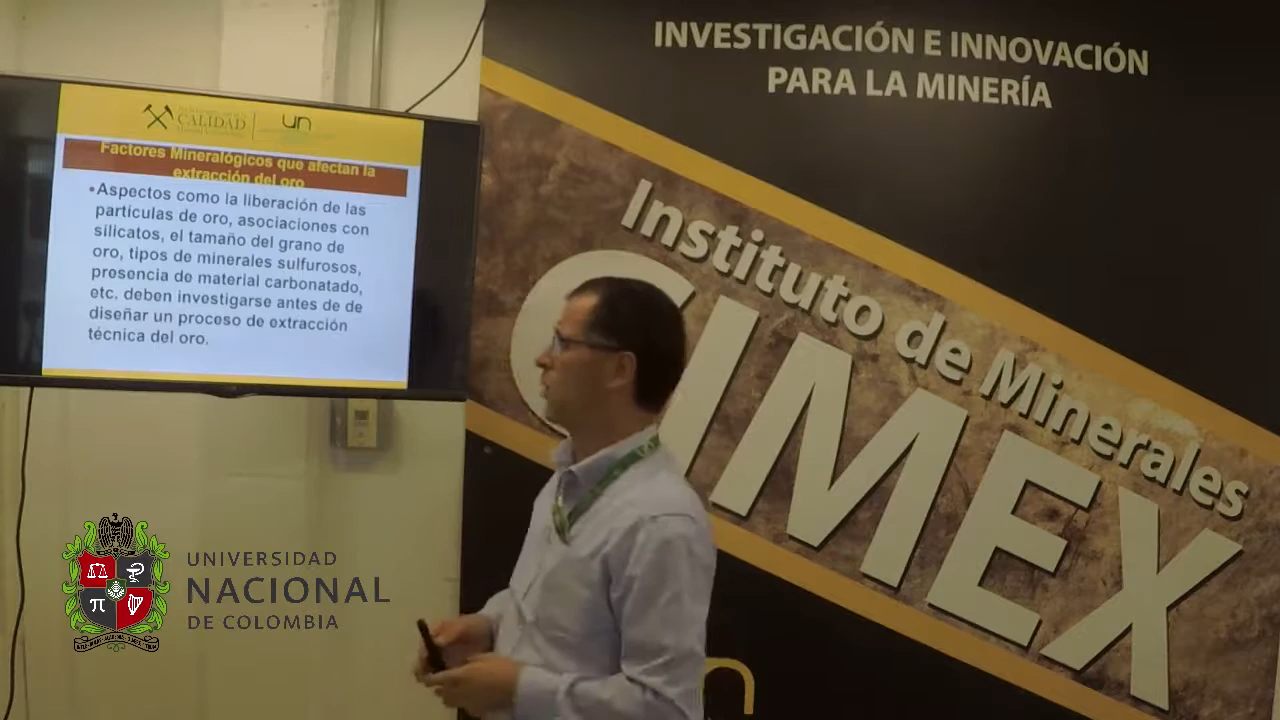 INVESTIGACIÓN E INNOVACIÓN
PARA LA MINERÍA
CALIDAD
un
Factores Mineralógicos que afectan la
extracción del oro
•Aspectos como la liberación de las
partículas de oro, asociaciones con
silicatos, el tamaño del grano de
oro, tipos de minerales sulfurosos,
presencia de material carbonatado,
etc. deben investigarse antes de de
diseñar un proceso de extracción
técnica del oro.
Instituto de Minerales
CIMEX
UNIVERSIDAD
NACIONAL
DE COLOMBIA